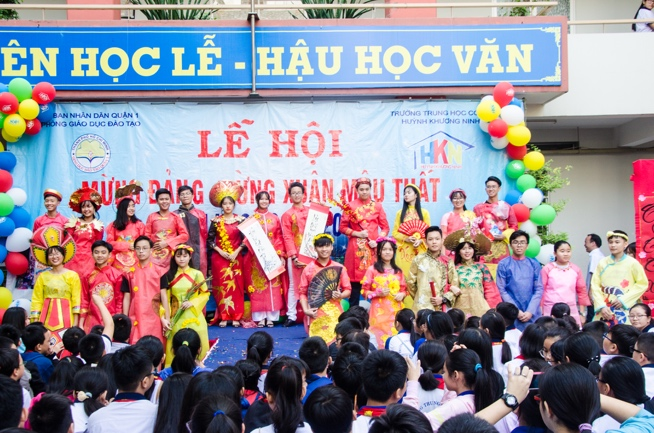 IÊN HỌC LỄ - HẬU HỌC VĂN
BAN NHÂN DÂN QUẬN 1
PHÒNG GIÁO DỤC ĐÀO TẠO
TRƯỜNG TRUNG HỌC CƠ
HUỲNH KHƯƠNG NINH
LỄ HỘI
HKN
MỪNG ĐẢNG MỪNG XUÂN MẬU TUẤT